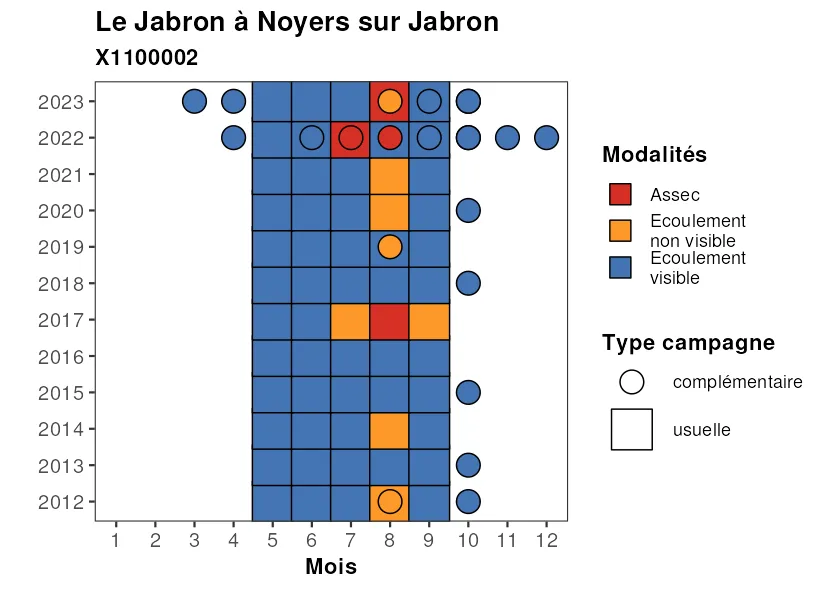 Le Jabron à Noyers sur Jabron
X1100002
2023
2022
2021
2020
2019
2018
2017
2016
2015
2014
2013
2012
1 2 3 4 5 6 7 8 9 10 11 12
Mois
Modalités
Assec
Ecoulement
non visible
Ecoulement
visible
Type campagne
complémentaire
usuelle